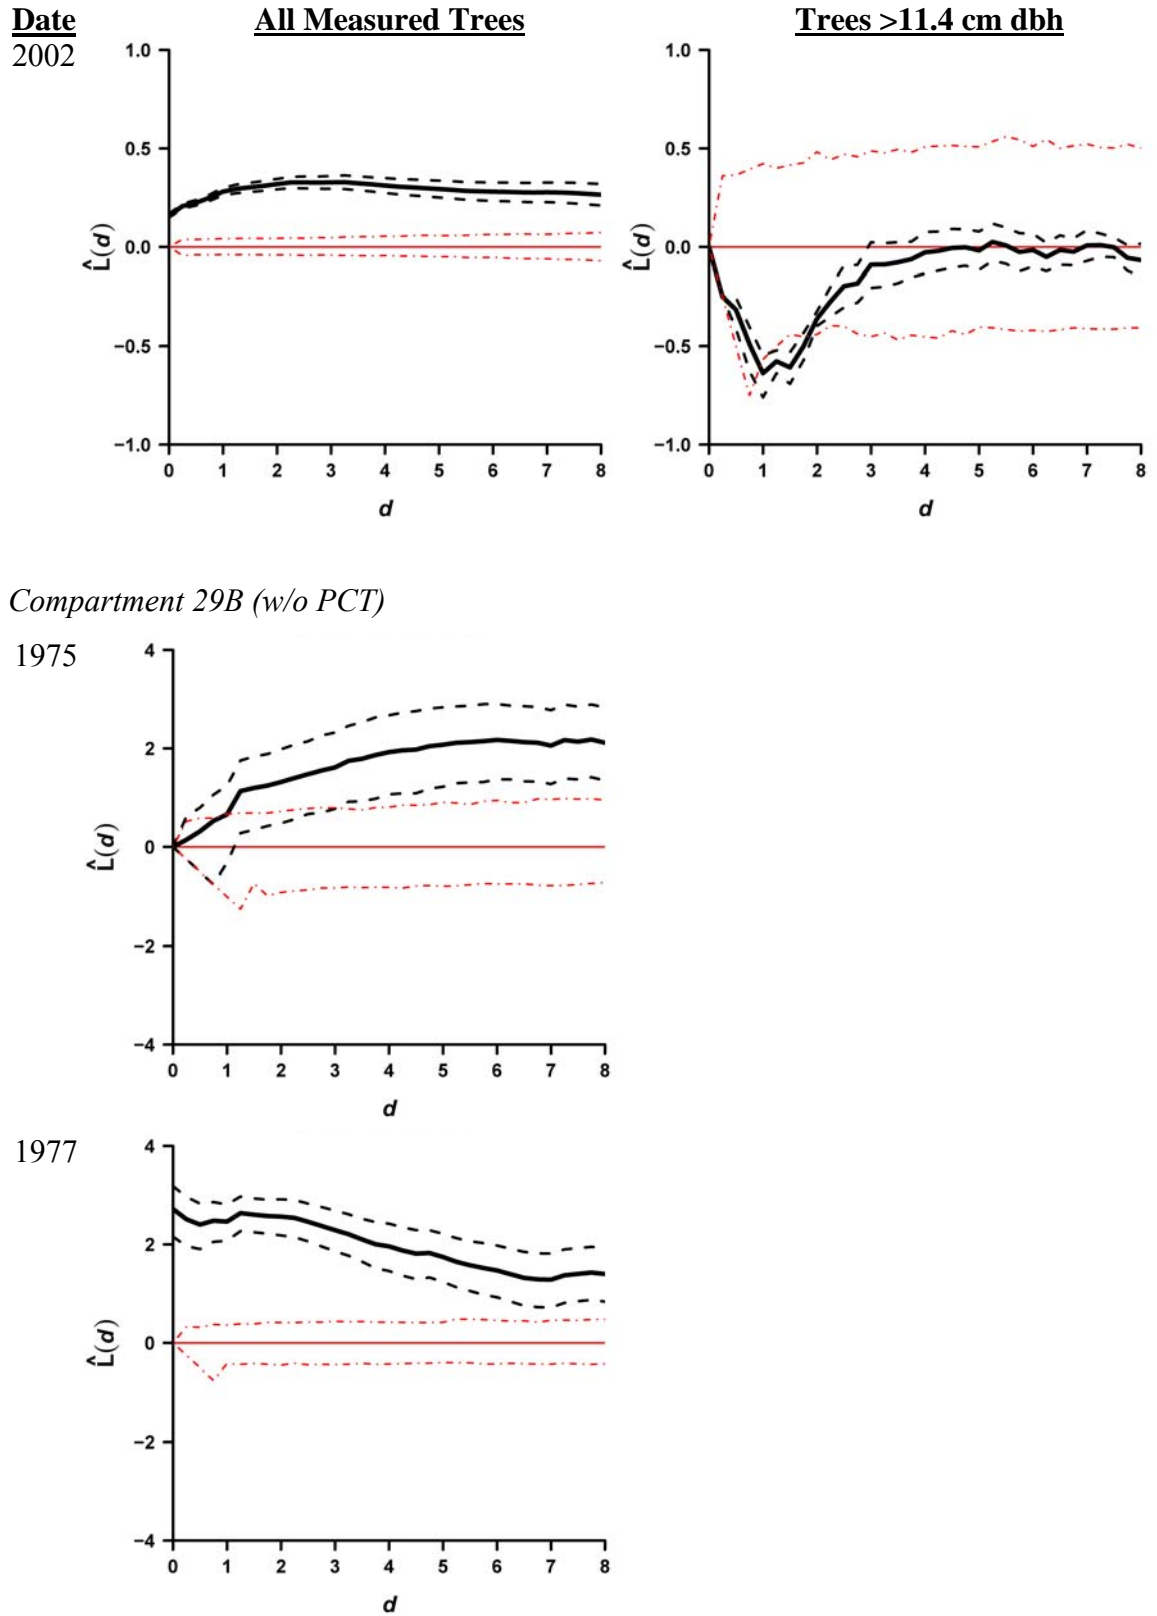 Date All Measured Trees Trees >11.4 cm dbh
2002
1.0
0.5
0.0
−0.5
−1.0
L̂(d)
0 1 2 3 4 5 6 7 8
d
1.0
0.5
0.0
−0.5
−1.0
L̂(d)
0 1 2 3 4 5 6 7 8
d
Compartment 29B (w/o PCT)
1975
4
2
0
−2
−4
L̂(d)
0 1 2 3 4 5 6 7 8
d
1977
4
2
0
−2
−4
L̂(d)
0 1 2 3 4 5 6 7 8
d